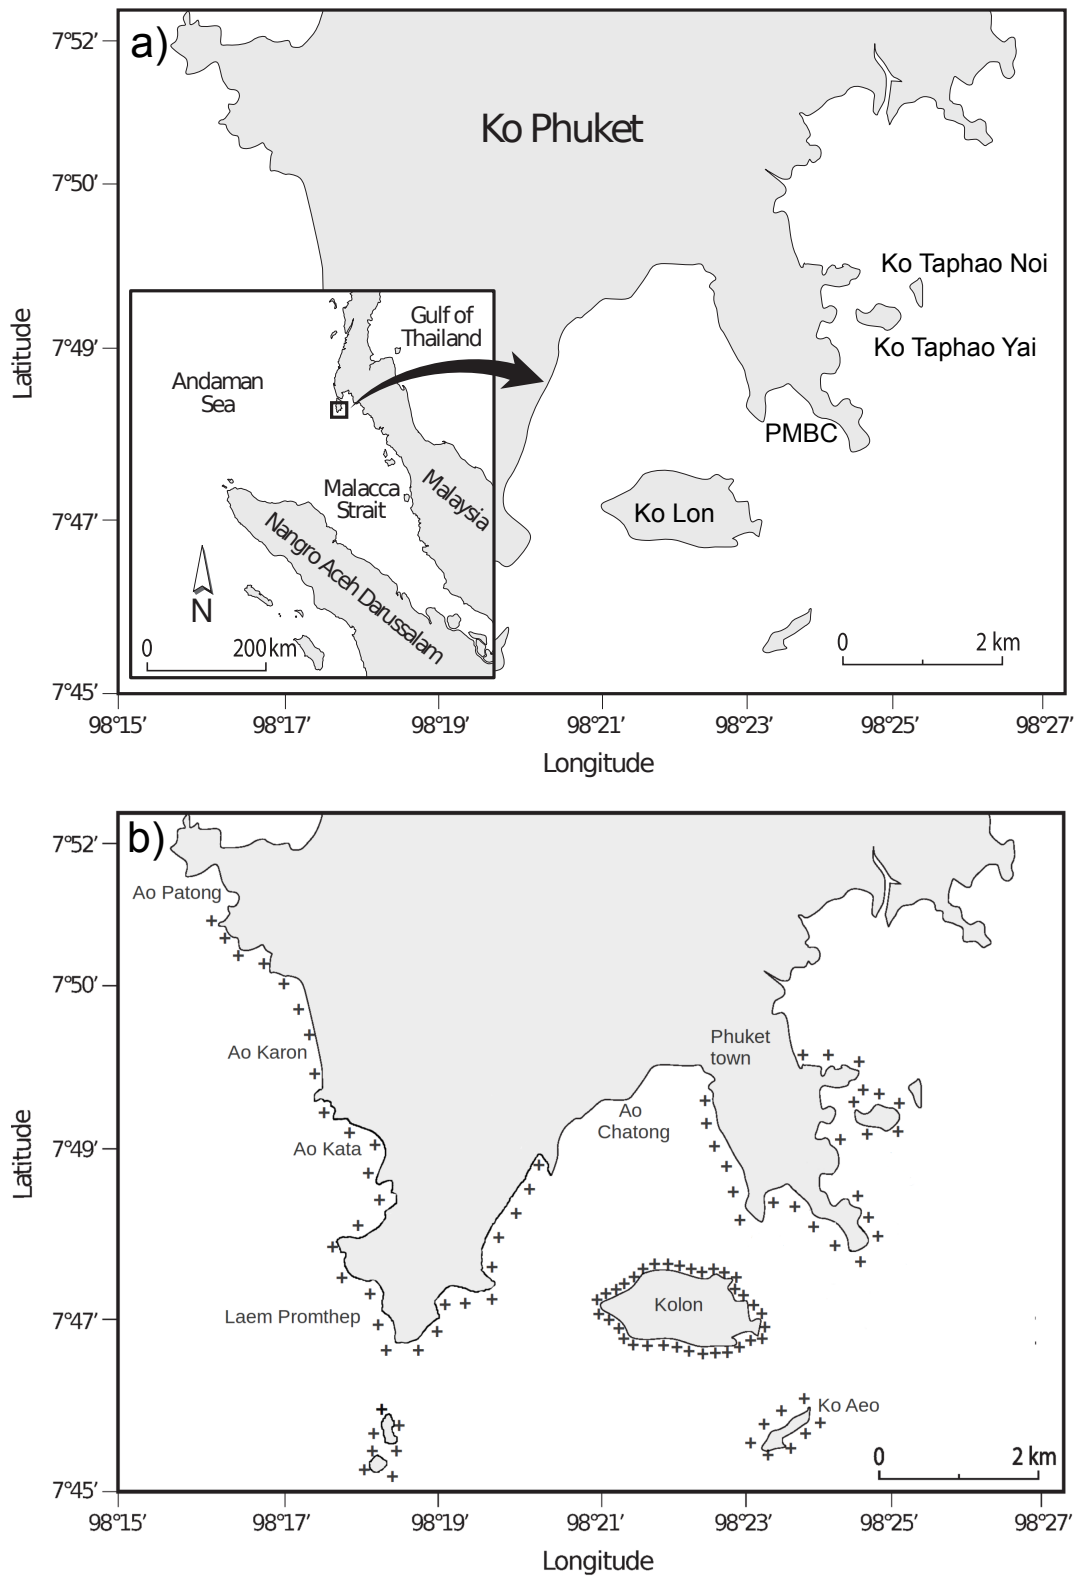 a)
7°52′
Ko Phuket
7°50′
Ko Taphao Noi
Gulf of
Thailand
7°49′
Ko Taphao Yai
Latitude
Andaman
Sea
PMBC
Malacca
Strait
Malaysia
Ko Lon
7°47′
Nangro Aceh Darussalam
N
0
200 km
0
2 km
7°45′
98°15′
98°17′
98°19′
98°21′
98°23′
98°25′
98°27′
Longitude
b)
7°52′
Ao Patong
7°50′
Phuket
town
Ao Karon
Ao
Chatong
Ao Kata
7°49′
Latitude
Kolon
Laem Promthep
7°47′
Ko Aeo
0
2 km
7°45′
98°15′
98°17′
98°19′
98°21′
98°23′
98°25′
98°27′
Longitude